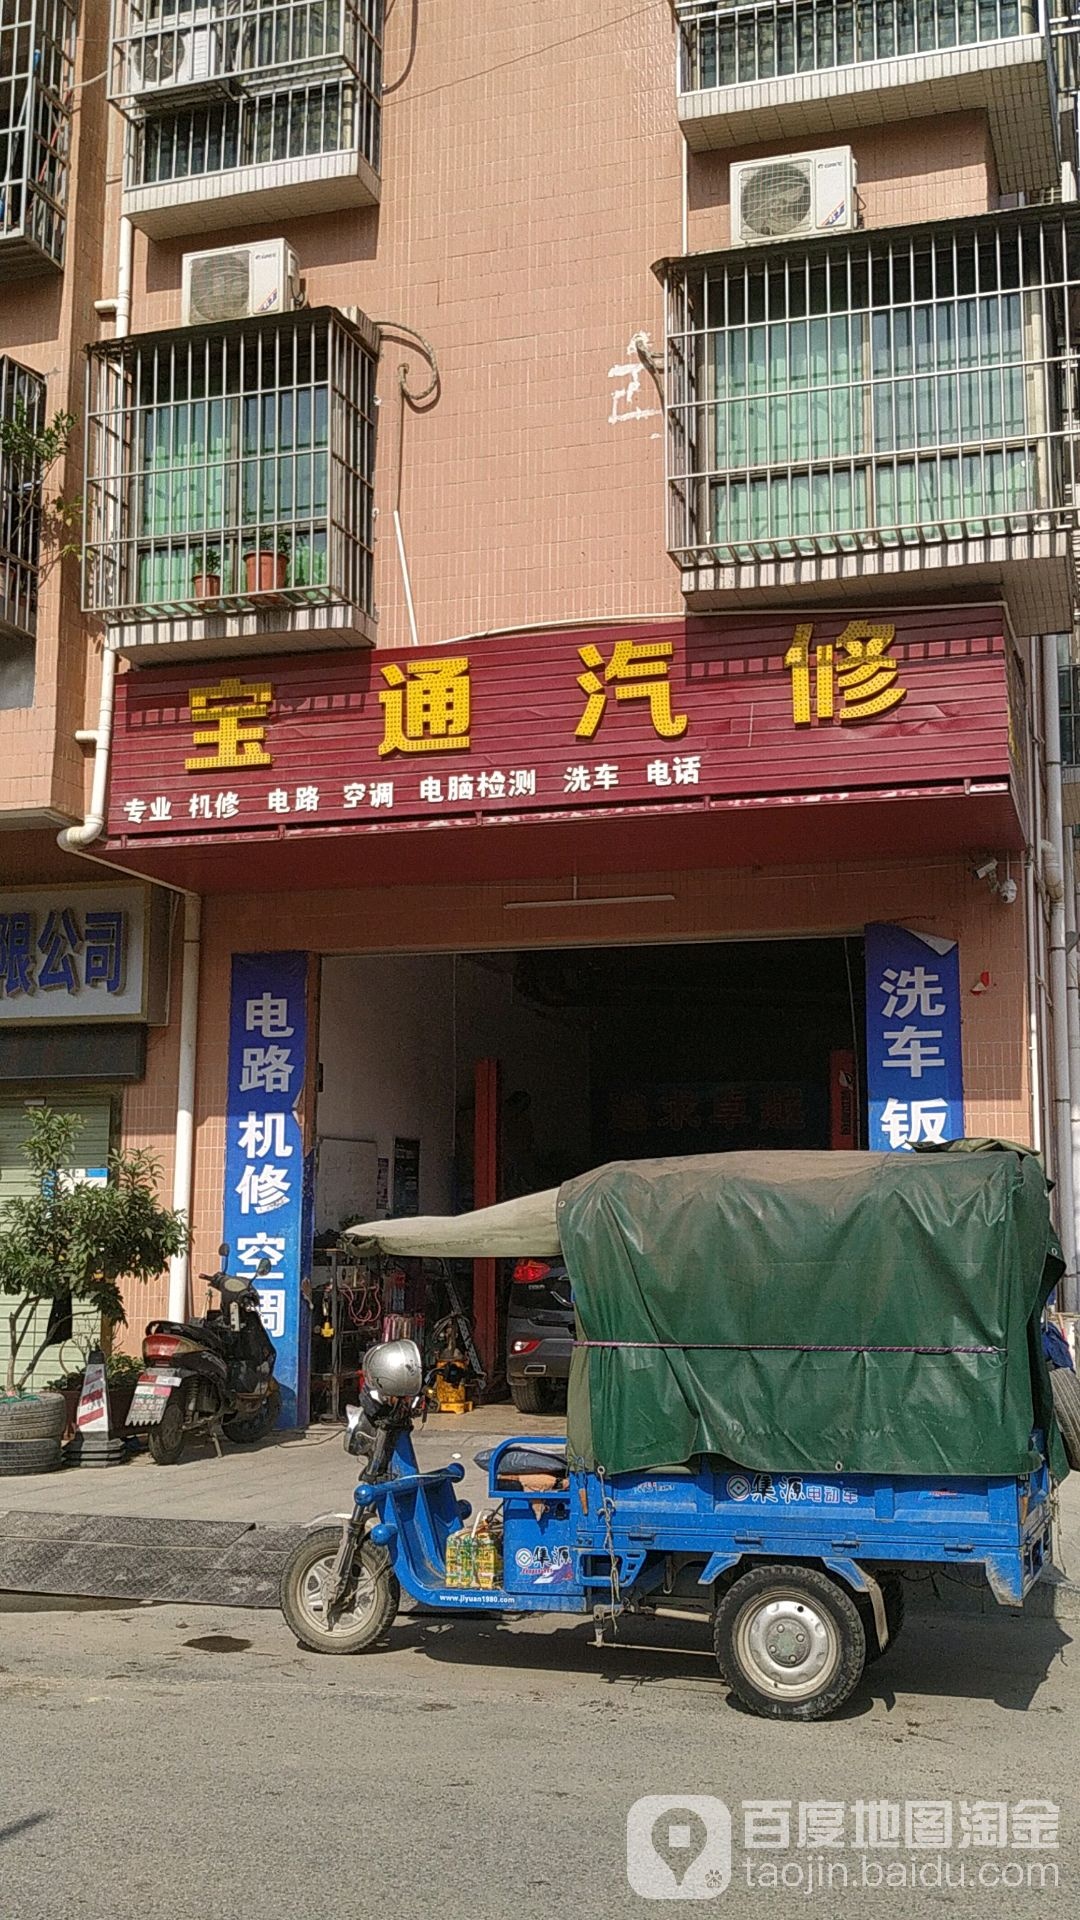 宝通汽修
专业 机修 电路 空调 电脑检测 洗车 电话
限公司
电路 机修 空调
洗车 钣
集源电动车
集源
www.jiyuan1980.com
百度地图淘金
taojin.baidu.com